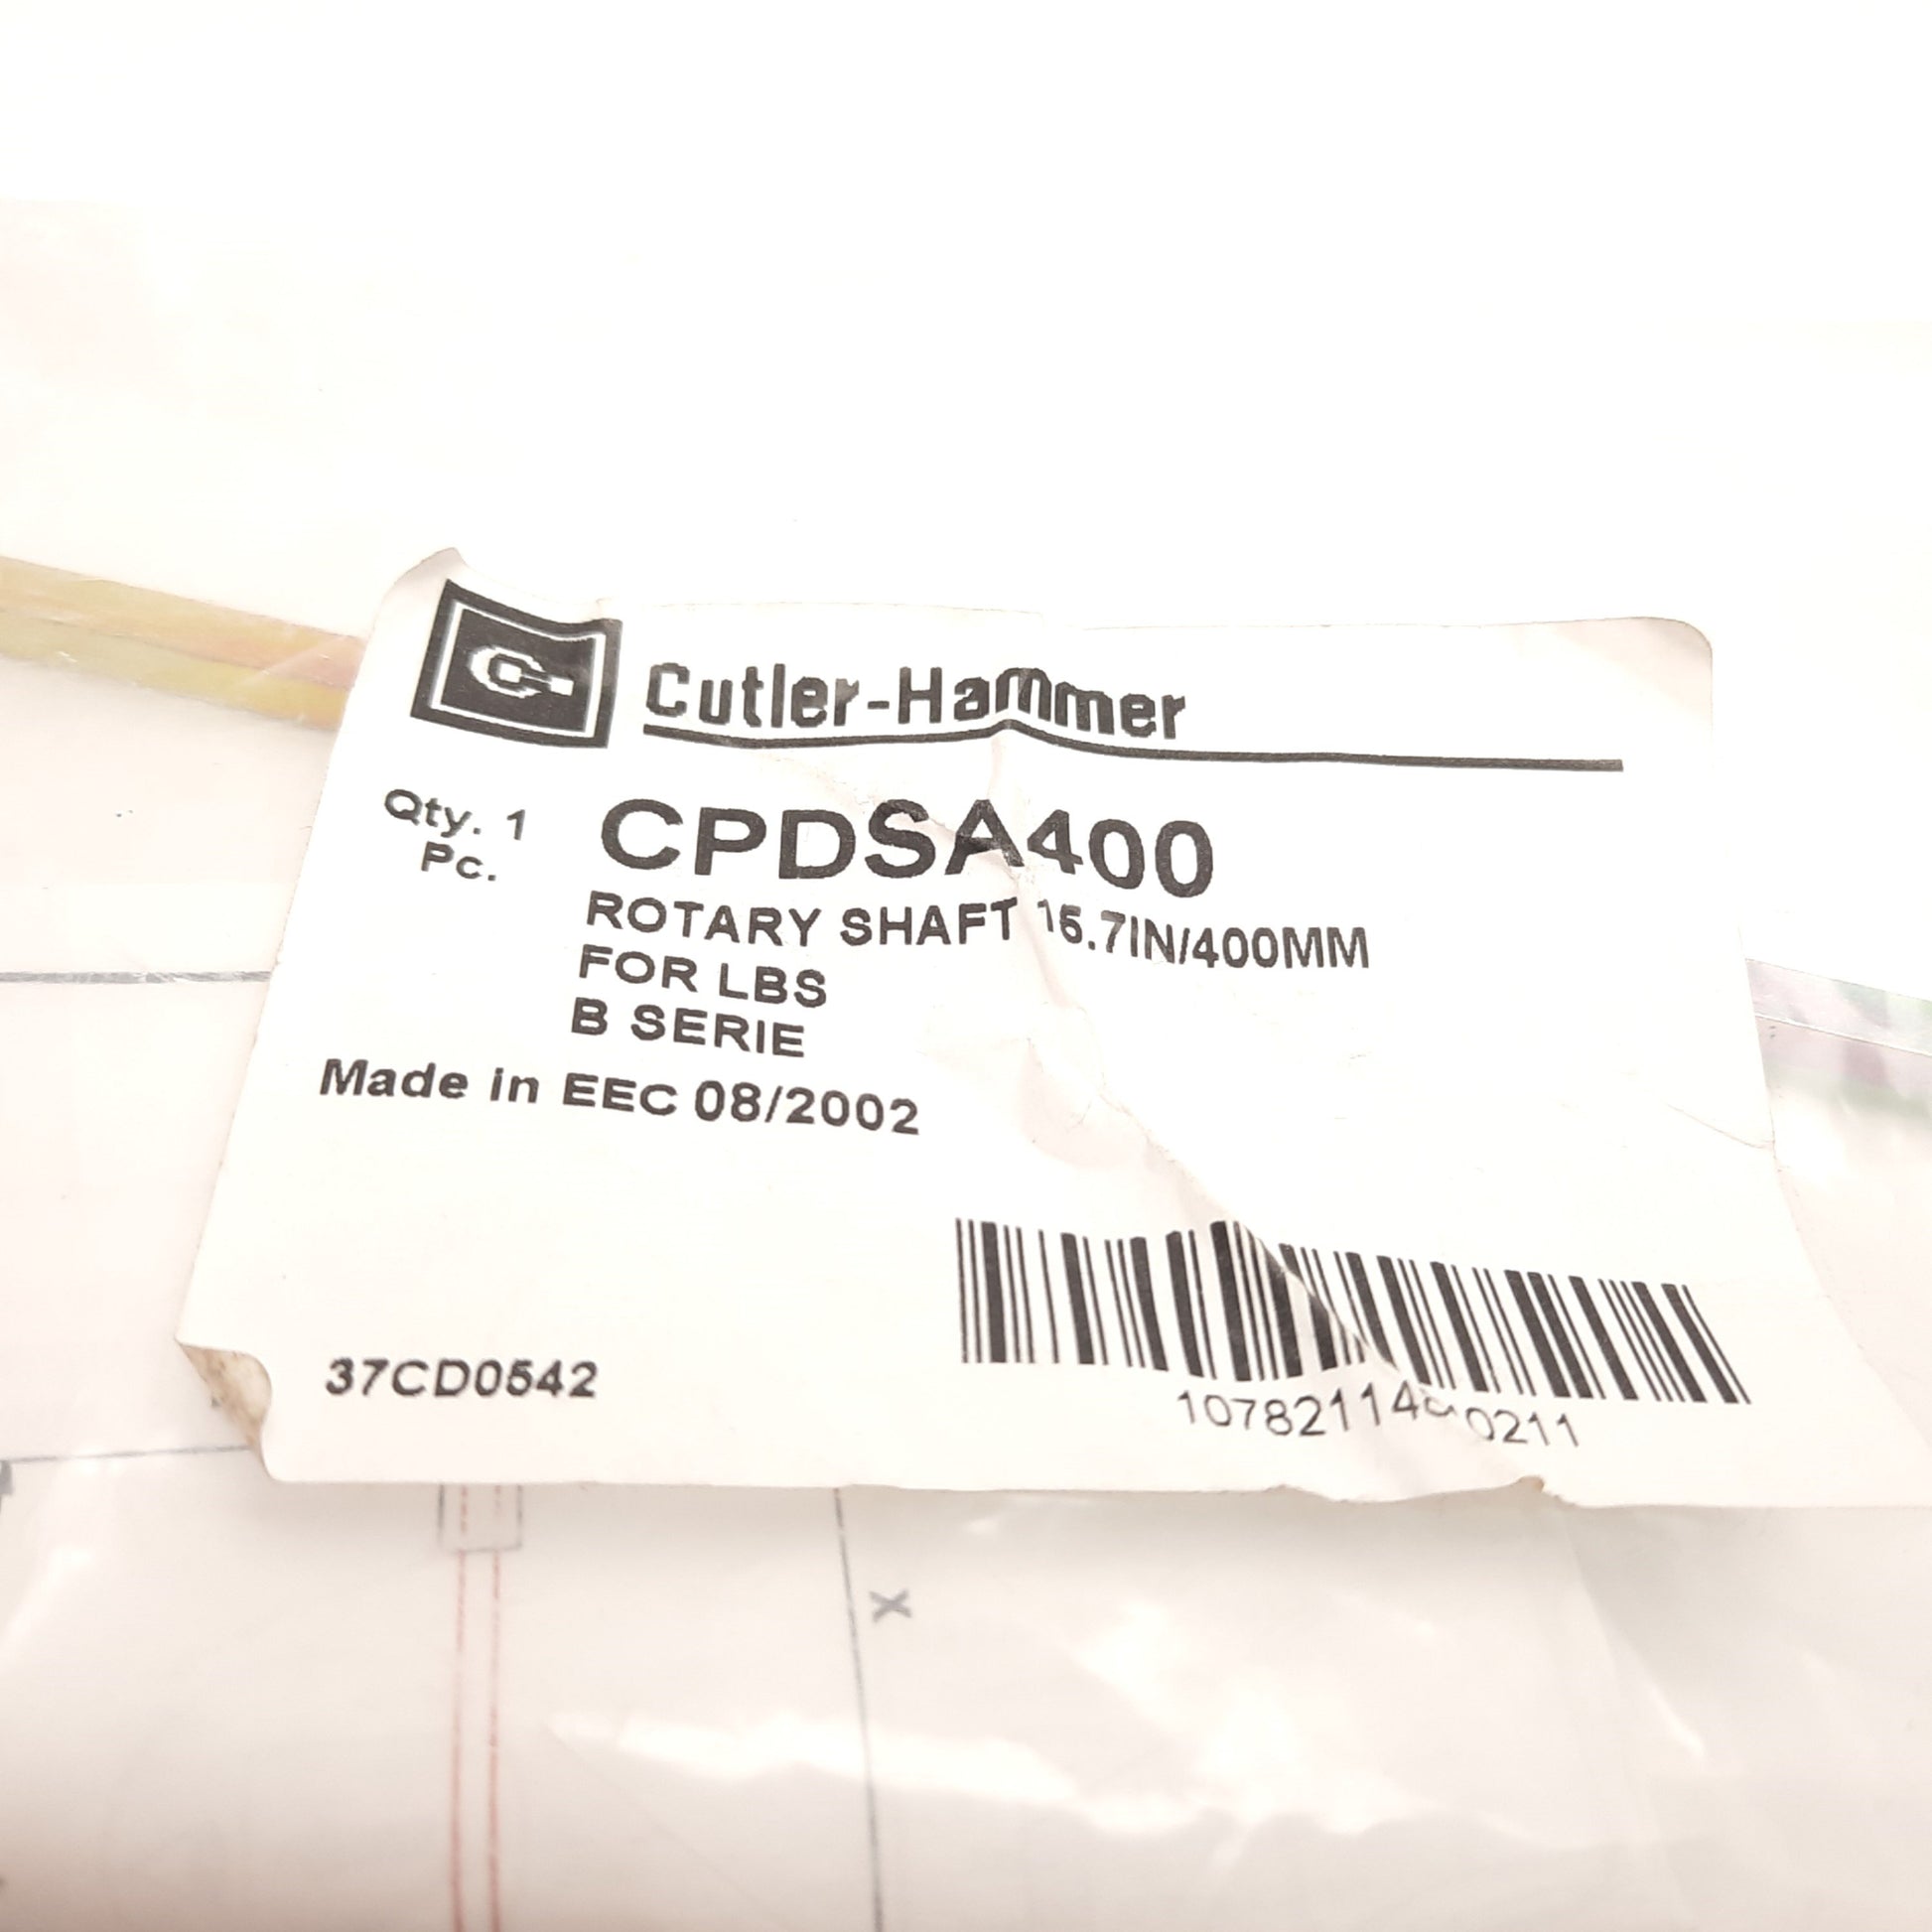 Cutler-Hammer
Qty. 1
Pc.
CPDSA400
ROTARY SHAFT 15.7IN/400MM
FOR LBS
B SERIE
Made in EEC 08/2002
37CD0542
X